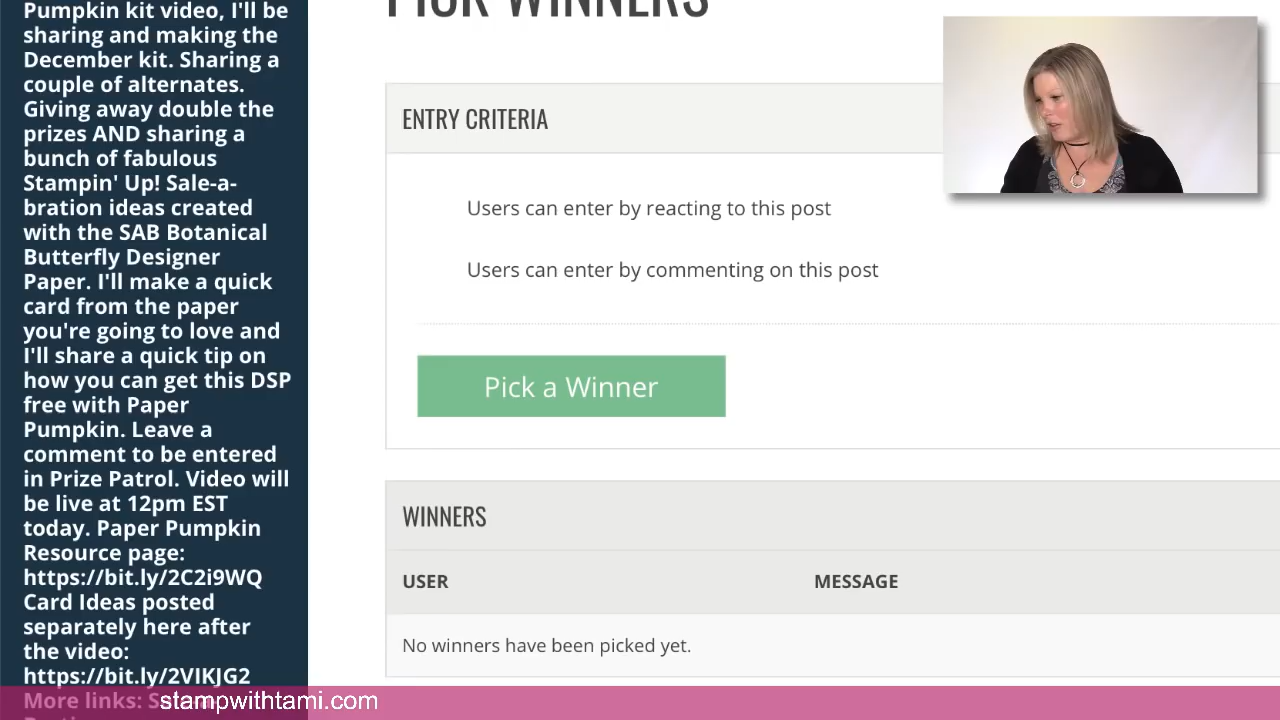 Pumpkin kit video, I'll be
sharing and making the
December kit. Sharing a
couple of alternates.
Giving away double the
prizes AND sharing a
bunch of fabulous
Stampin' Up! Sale-a-
bration ideas created
with the SAB Botanical
Butterfly Designer
Paper. I'll make a quick
card from the paper
you're going to love and
I'll share a quick tip on
how you can get this DSP
free with Paper
Pumpkin. Leave a
comment to be entered
in Prize Patrol. Video will
be live at 12pm EST
today. Paper Pumpkin
Resource page:
https://bit.ly/2C2i9WQ
Card Ideas posted
separately here after
the video:
https://bit.ly/2VIKJG2
More links:
stampwithtami.com
PICK WINNERS
ENTRY CRITERIA
Users can enter by reacting to this post
Users can enter by commenting on this post
Pick a Winner
WINNERS
USER MESSAGE
No winners have been picked yet.